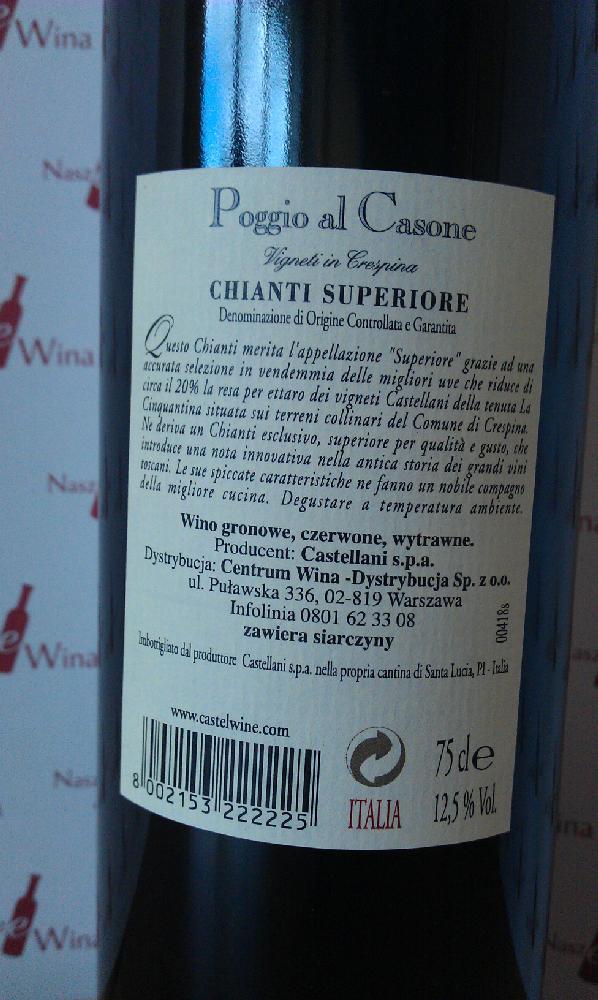 Poggio al Casone
Vigneti in Crespina
CHIANTI SUPERIORE
Denominazione di Origine Controllata e Garantita
Questo Chianti merita l'appellazione "Superiore" grazie ad una
accurata selezione in vendemmia delle migliori uve che riduce di
circa il 20% la resa per ettaro dei vigneti Castellani della tenuta La
Cinquantina situata sui terreni collinari del Comune di Crespina.
Ne deriva un Chianti esclusivo, superiore per qualità e gusto, che
introduce una nota innovativa nella antica storia dei grandi vini
toscani. Le sue spiccate caratteristiche ne fanno un nobile compagno
della migliore cucina. Degustare a temperatura ambiente.
Wino gronowe, czerwone, wytrawne.
Producent: Castellani s.p.a.
Dystrybucja: Centrum Wina -Dystrybucja Sp. z o.o.
ul. Puławska 336, 02-819 Warszawa
Infolinia 0801 62 33 08
zawiera siarczyny
00418s
Imbottigliato dal produttore Castellani s.p.a. nella propria cantina di Santa Lucia, PI - Italia
www.castelwine.com
8 002153 222225
ITALIA
75 cl e
12,5 % Vol.
Wina
Nasz
Wina
Nasz
Wina
Nasz
Wina